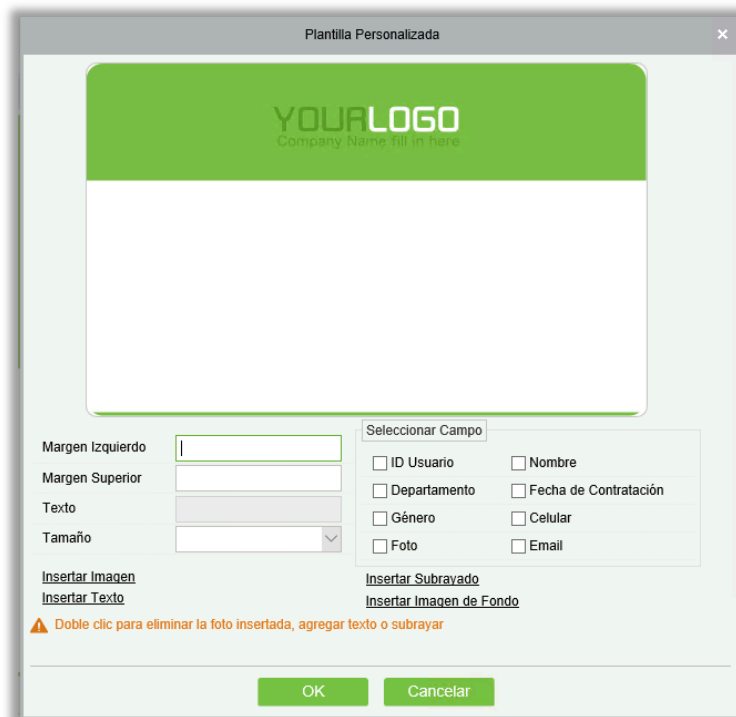 Plantilla Personalizada
YOURLOGO
Company Name fill in here
Margen Izquierdo
Margen Superior
Texto
Tamaño
Insertar Imagen
Insertar Texto
Seleccionar Campo
ID Usuario
Nombre
Departamento
Fecha de Contratación
Género
Celular
Foto
Email
Insertar Subrayado
Insertar Imagen de Fondo
Doble clic para eliminar la foto insertada, agregar texto o subrayar
OK
Cancelar